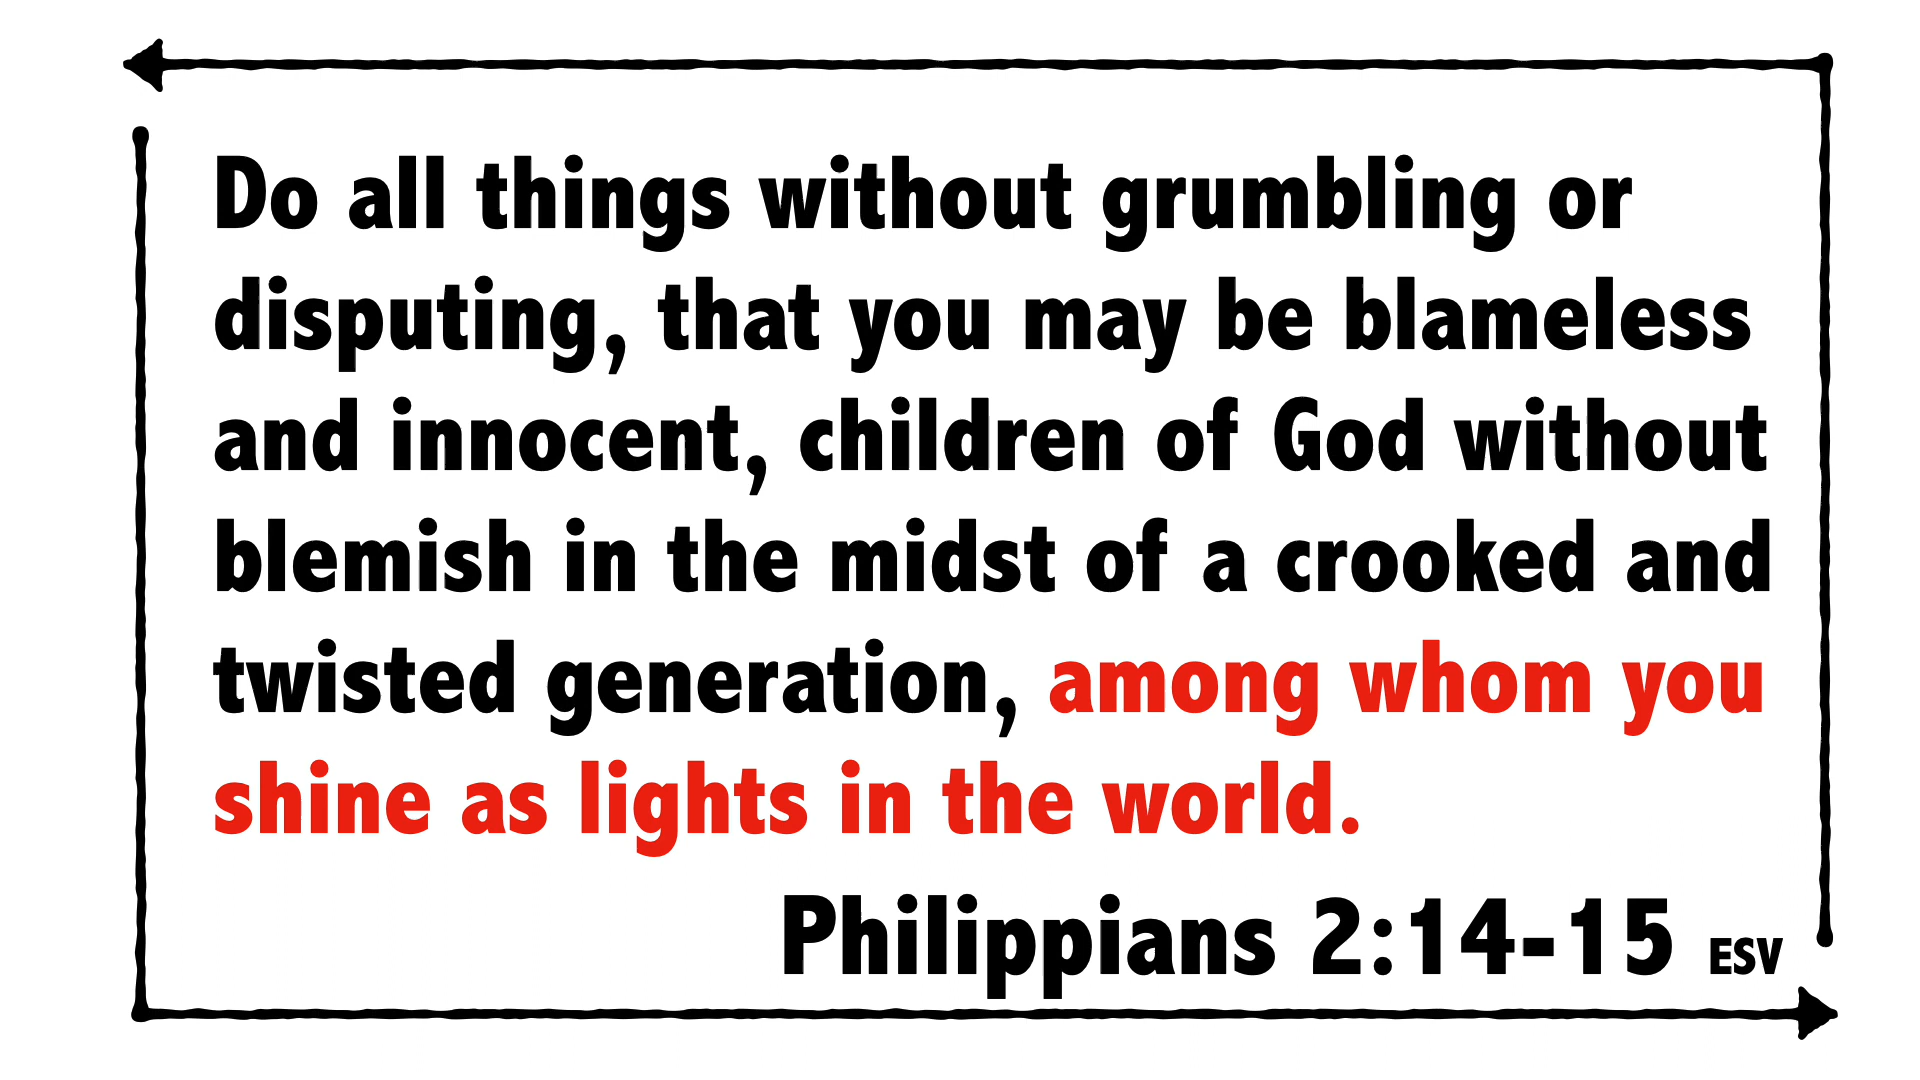 Do all things without grumbling or
disputing, that you may be blameless
and innocent, children of God without
blemish in the midst of a crooked and
twisted generation, among whom you
shine as lights in the world.
Philippians 2:14-15 ESV